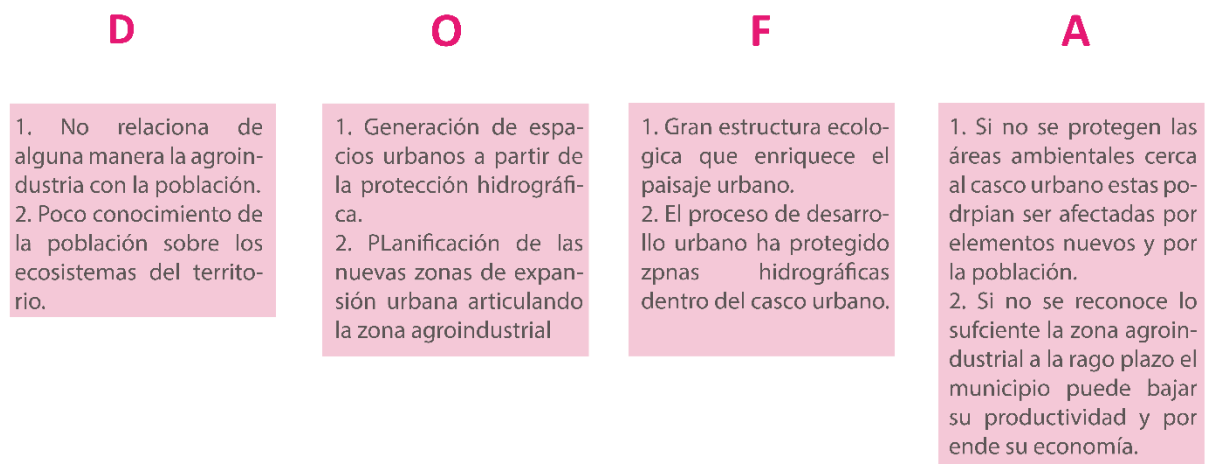 D
1. No relaciona de
alguna manera la agroin-
dustria con la población.
2. Poco conocimiento de
la población sobre los
ecosistemas del territo-
rio.
O
1. Generación de espa-
cios urbanos a partir de
la protección hidrográfi-
ca.
2. PLanificación de las
nuevas zonas de expan-
sión urbana articulando
la zona agroindustrial
F
1. Gran estructura ecolo-
gica que enriquece el
paisaje urbano.
2. El proceso de desarro-
llo urbano ha protegido
zpnas hidrográficas
dentro del casco urbano.
A
1. Si no se protegen las
áreas ambientales cerca
al casco urbano estas po-
drpian ser afectadas por
elementos nuevos y por
la población.
2. Si no se reconoce lo
sufciente la zona agroin-
dustrial a la rago plazo el
municipio puede bajar
su productividad y por
ende su economía.